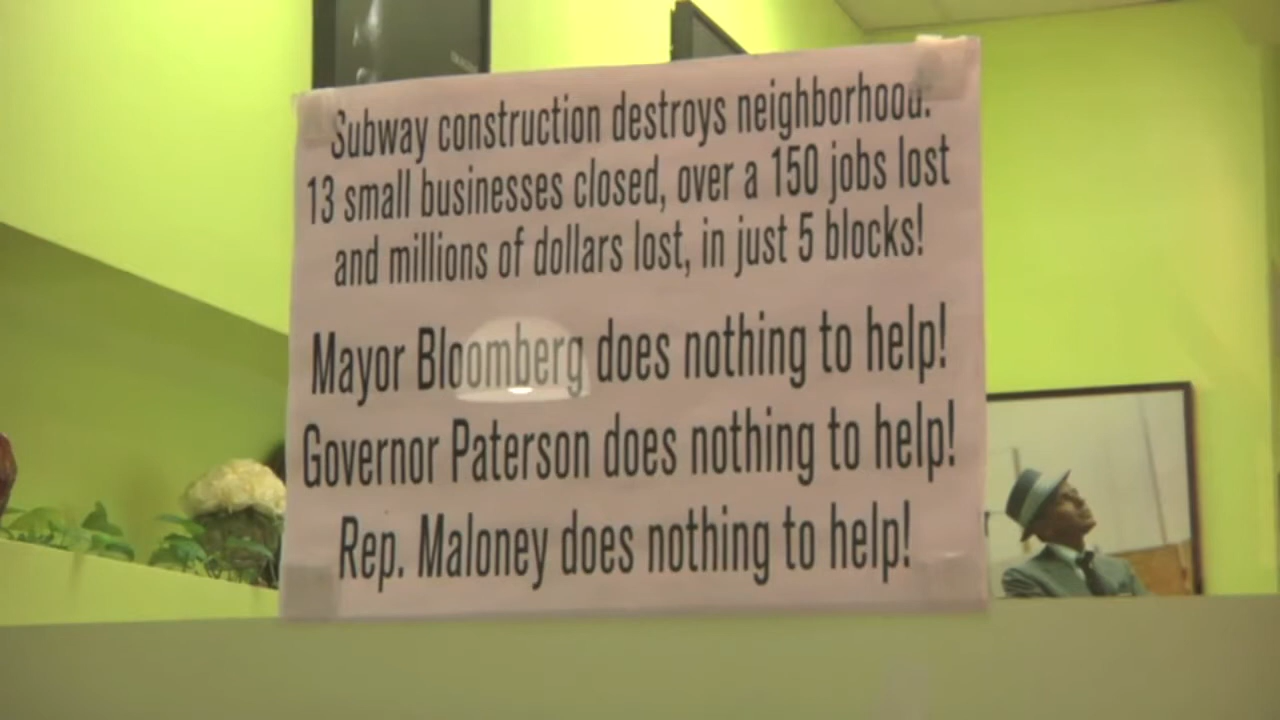 Subway construction destroys neighborhood.
13 small businesses closed, over a 150 jobs lost
and millions of dollars lost, in just 5 blocks!
Mayor Bloomberg does nothing to help!
Governor Paterson does nothing to help!
Rep. Maloney does nothing to help!